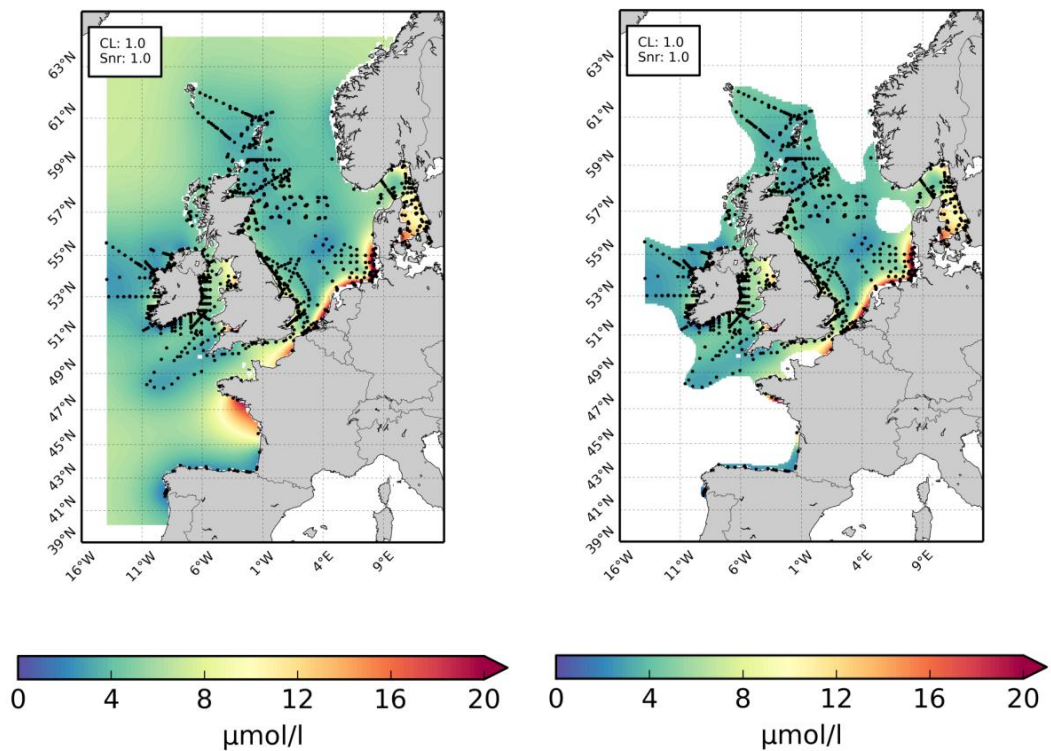 CL: 1.0
Snr: 1.0
63°N
61°N
59°N
57°N
55°N
53°N
51°N
49°N
47°N
45°N
43°N
41°N
39°N
16°W
11°W
6°W
1°W
4°E
9°E
0 4 8 12 16 20
μmol/l
CL: 1.0
Snr: 1.0
63°N
61°N
59°N
57°N
55°N
53°N
51°N
49°N
47°N
45°N
43°N
41°N
39°N
16°W
11°W
6°W
1°W
4°E
9°E
0 4 8 12 16 20
μmol/l